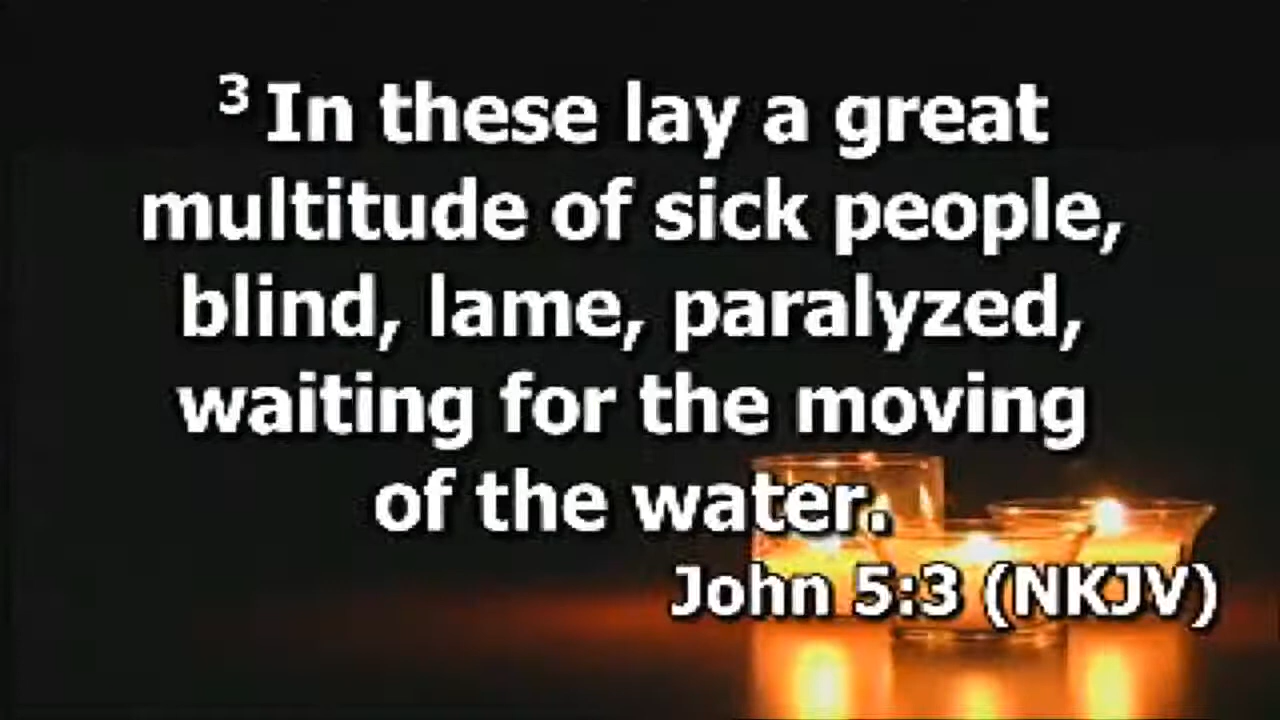 3 In these lay a great
multitude of sick people,
blind, lame, paralyzed,
waiting for the moving
of the water.
John 5:3 (NKJV)